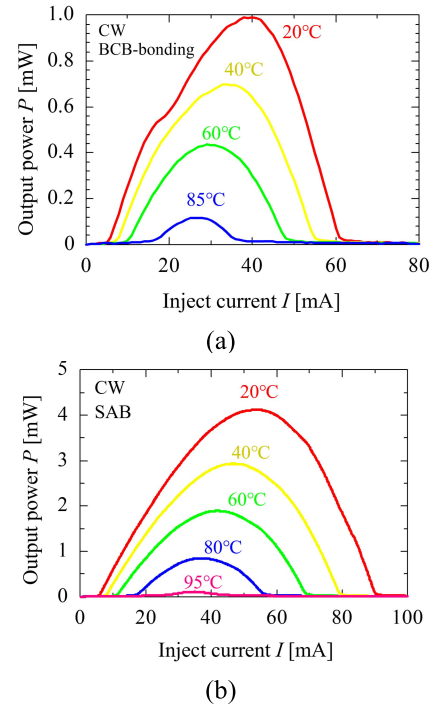 CW
BCB-bonding
20℃
40℃
60℃
85℃
Output power P [mW]
1.0
0.8
0.6
0.4
0.2
0
0 20 40 60 80
Inject current I [mA]
(a)
CW
SAB
20℃
40℃
60℃
80℃
95℃
Output power P [mW]
5
4
3
2
1
0
0 20 40 60 80 100
Inject current I [mA]
(b)